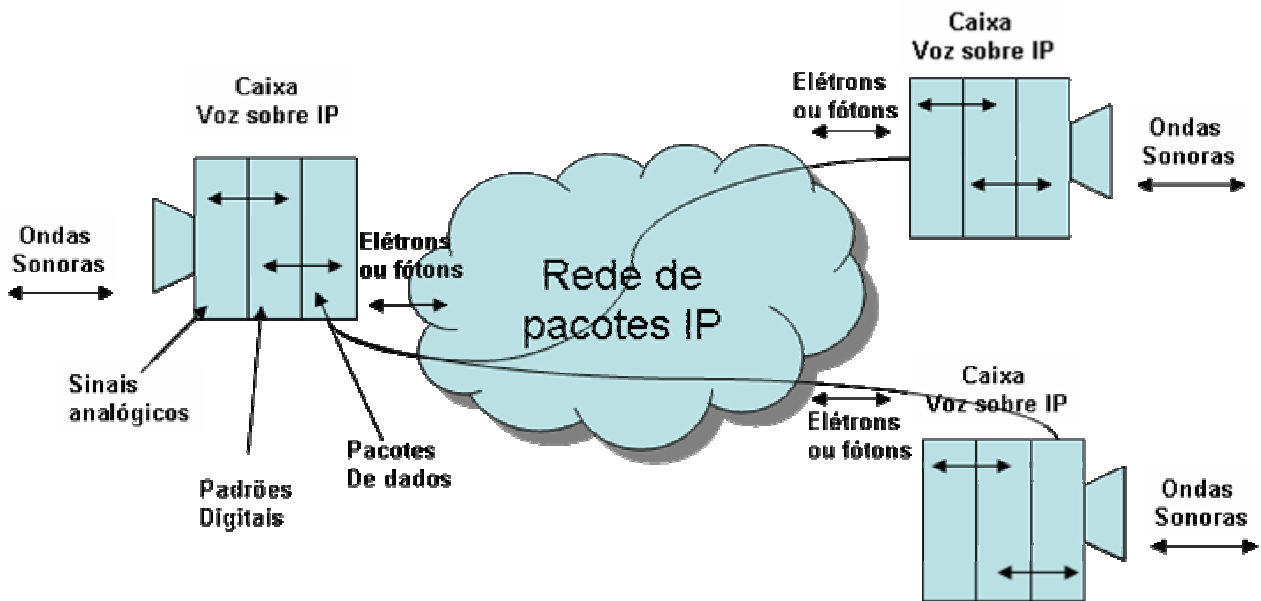 Caixa
Voz sobre IP
Ondas
Sonoras
Elétrons
ou fótons
Sinais
analógicos
Padrões
Digitais
Pacotes
De dados
Rede de
pacotes IP
Caixa
Voz sobre IP
Elétrons
ou fótons
Ondas
Sonoras
Caixa
Voz sobre IP
Elétrons
ou fótons
Ondas
Sonoras